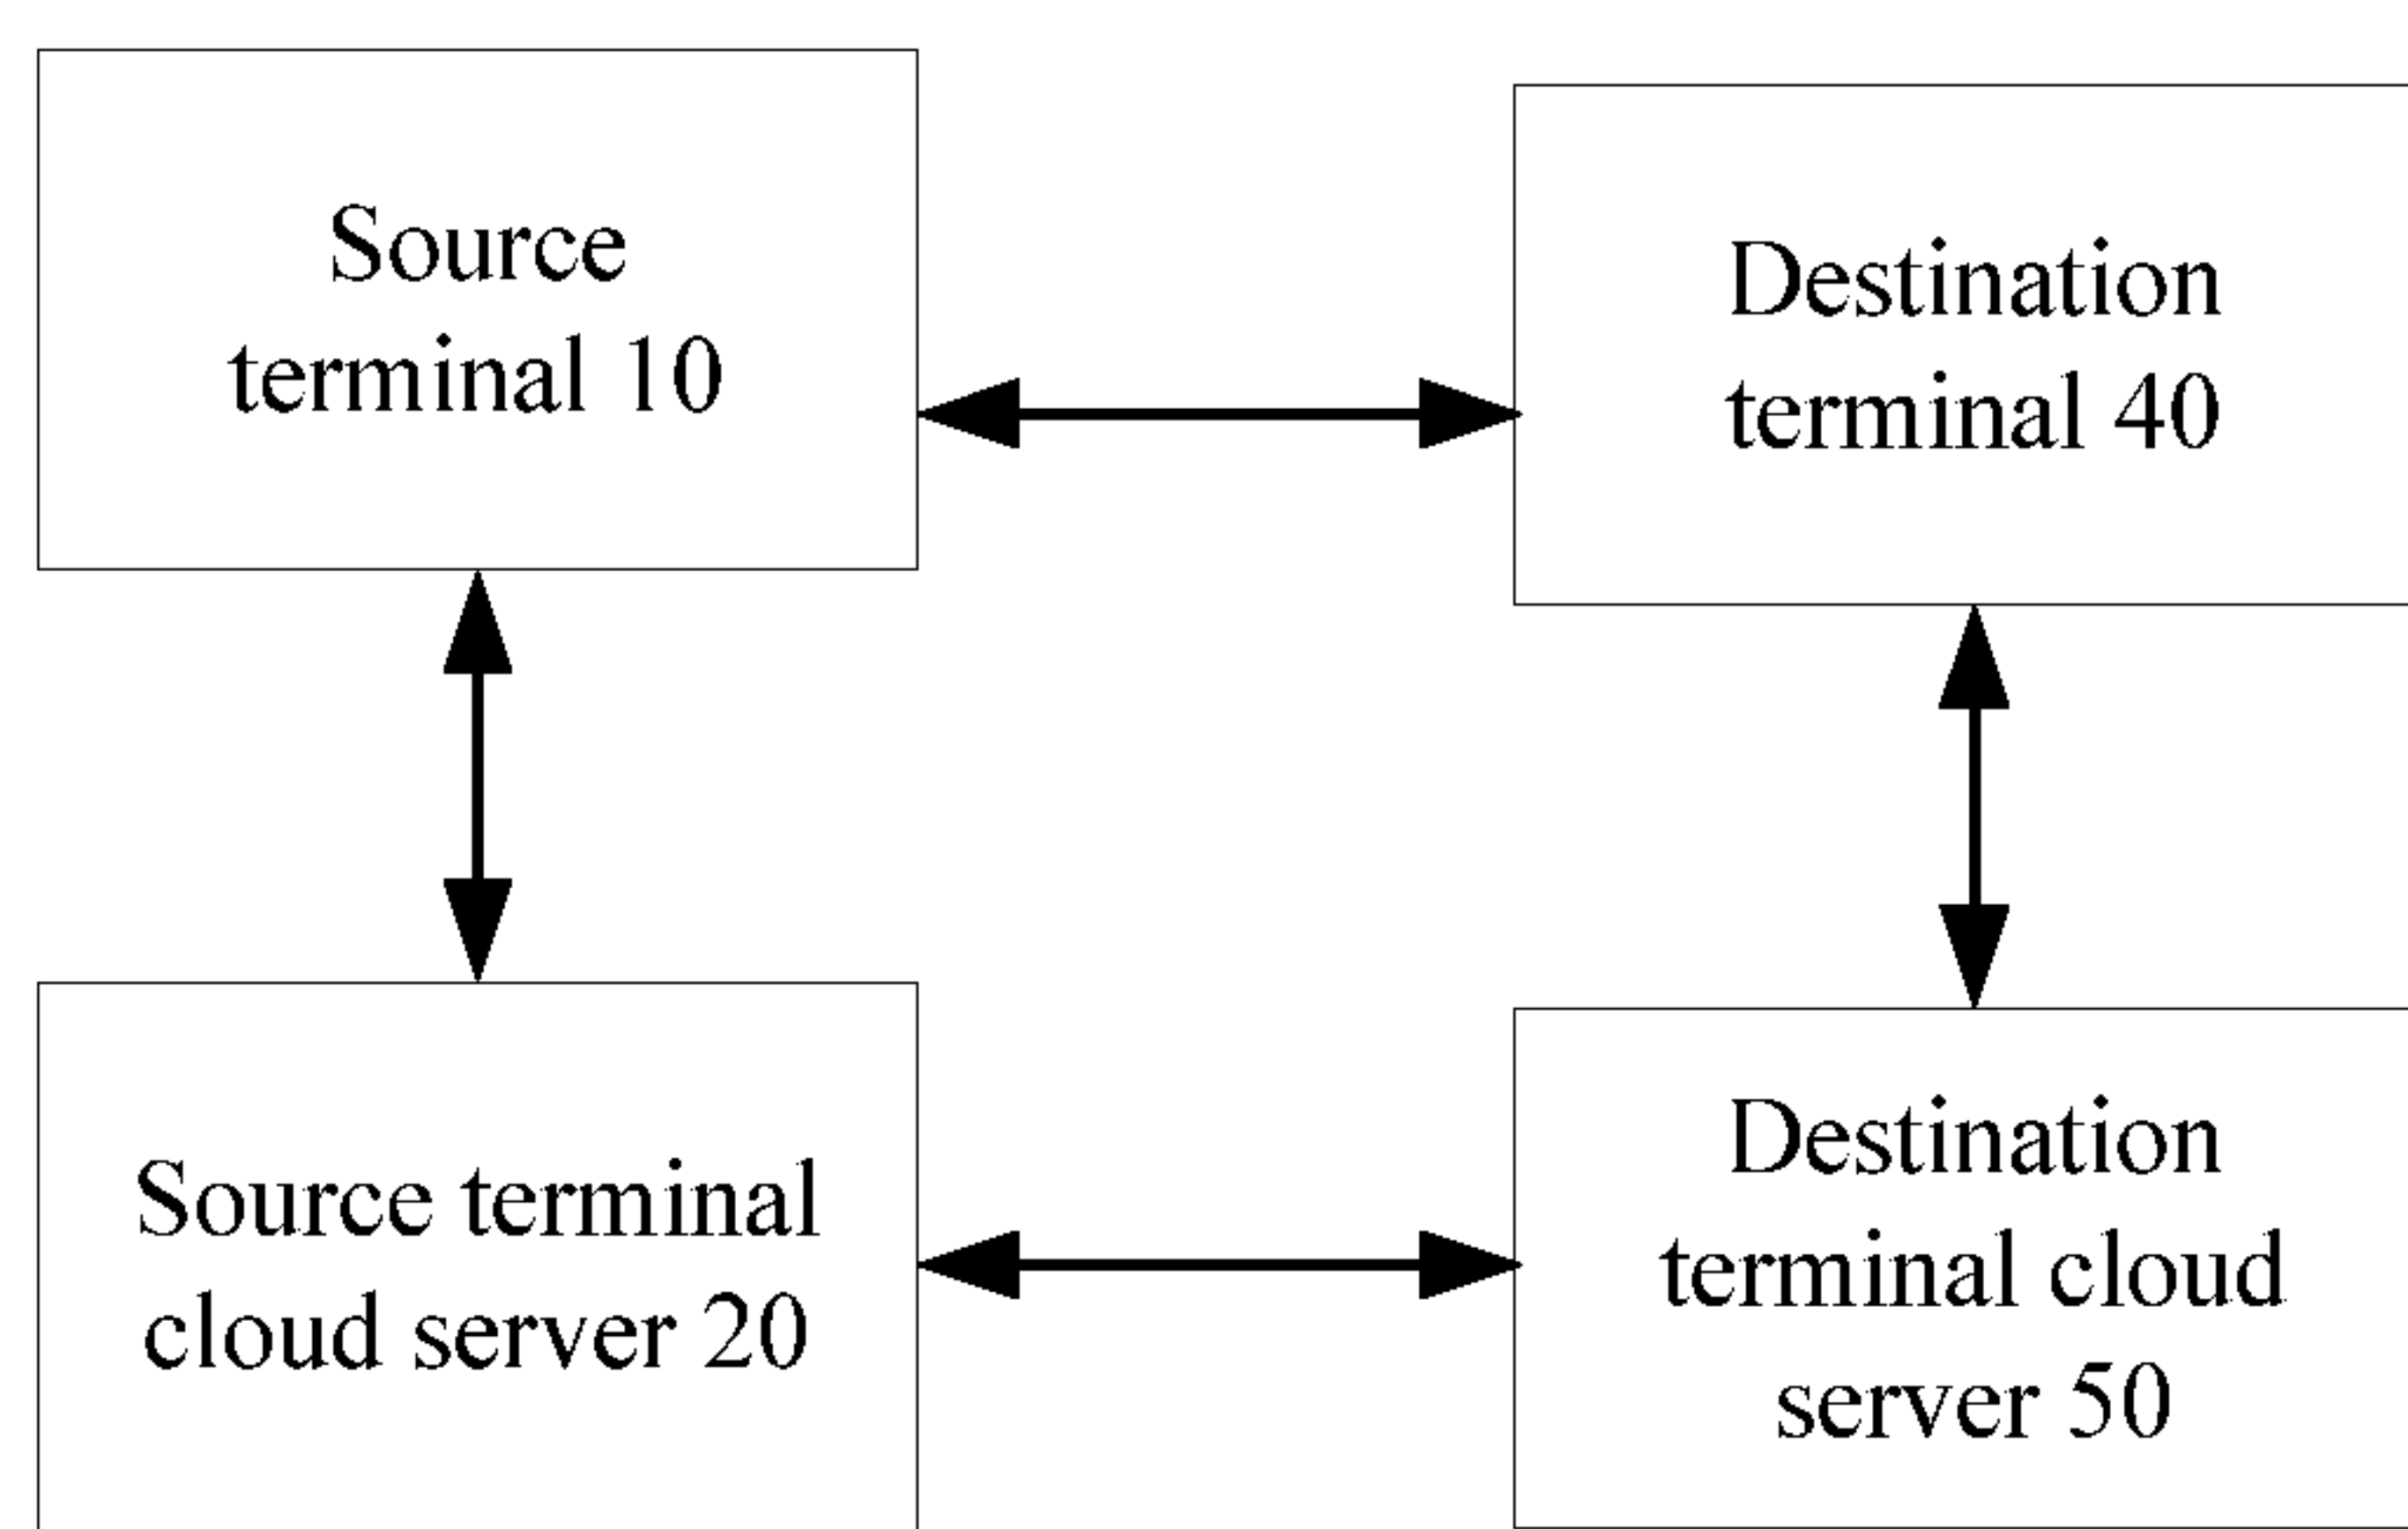 Source
terminal 10
Destination
terminal 40
Source terminal
cloud server 20
Destination
terminal cloud
server 50